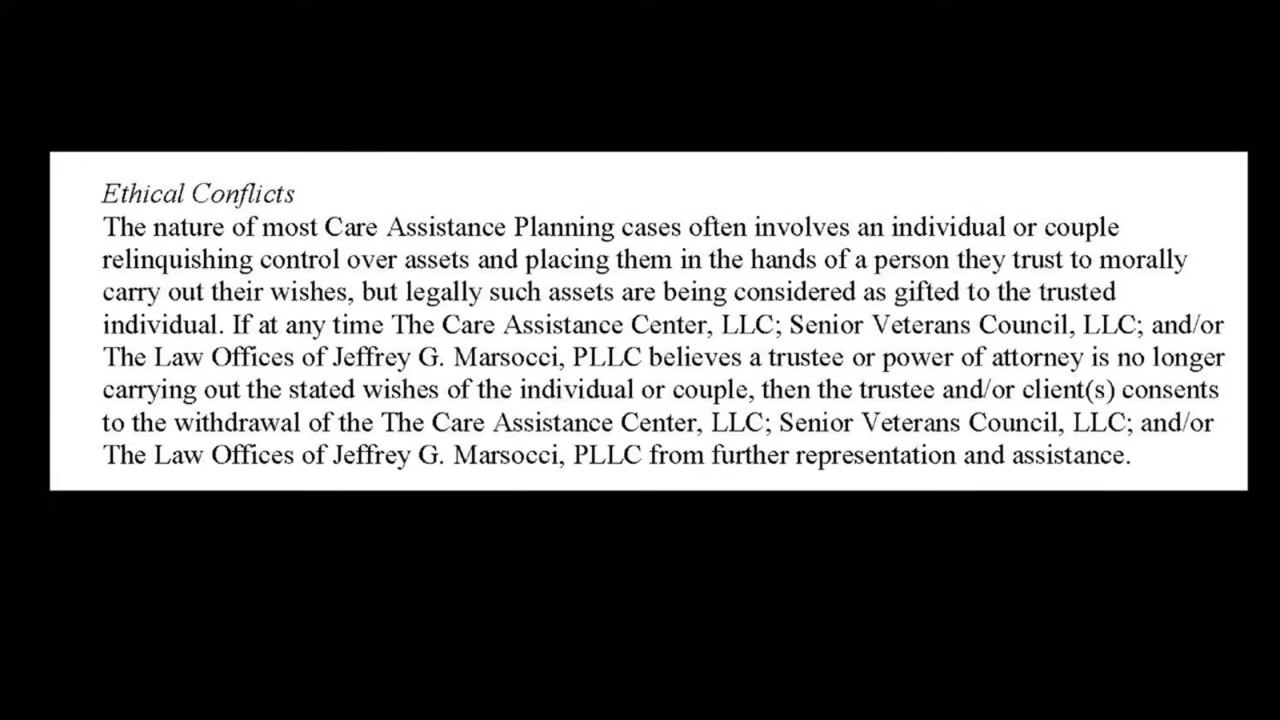 Ethical Conflicts
The nature of most Care Assistance Planning cases often involves an individual or couple
relinquishing control over assets and placing them in the hands of a person they trust to morally
carry out their wishes, but legally such assets are being considered as gifted to the trusted
individual. If at any time The Care Assistance Center, LLC; Senior Veterans Council, LLC; and/or
The Law Offices of Jeffrey G. Marsocci, PLLC believes a trustee or power of attorney is no longer
carrying out the stated wishes of the individual or couple, then the trustee and/or client(s) consents
to the withdrawal of the The Care Assistance Center, LLC; Senior Veterans Council, LLC; and/or
The Law Offices of Jeffrey G. Marsocci, PLLC from further representation and assistance.